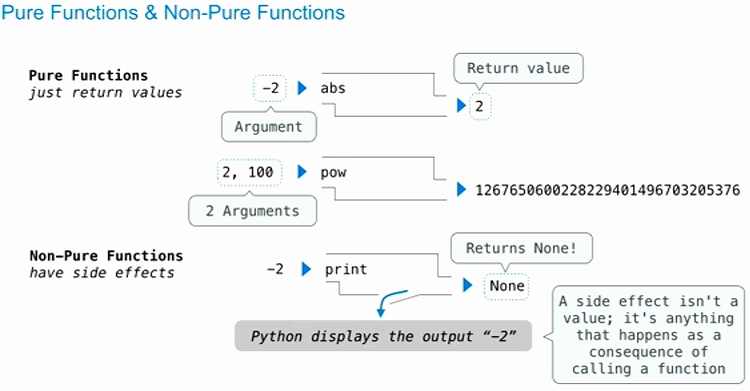 Pure Functions & Non-Pure Functions
Pure Functions
just return values
-2
abs
Return value
2
Argument
2, 100
pow
1267650600228229401496703205376
2 Arguments
Non-Pure Functions
have side effects
-2
print
Returns None!
None
Python displays the output “-2”
A side effect isn't a
value; it's anything
that happens as a
consequence of
calling a function